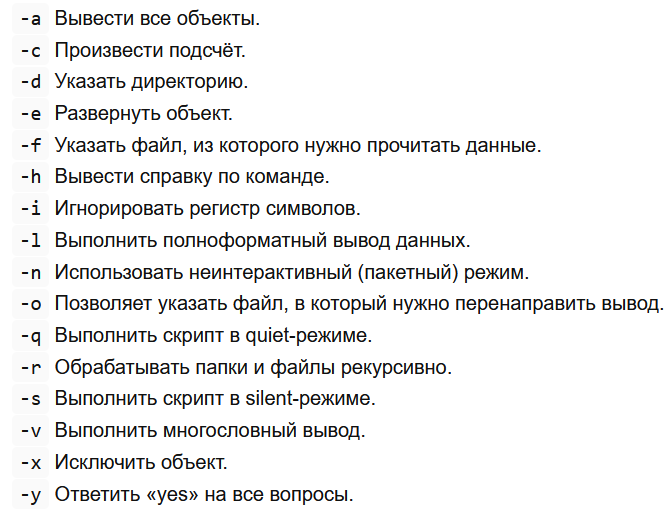 -a Вывести все объекты.
-c Произвести подсчёт.
-d Указать директорию.
-e Развернуть объект.
-f Указать файл, из которого нужно прочитать данные.
-h Вывести справку по команде.
-i Игнорировать регистр символов.
-l Выполнить полноформатный вывод данных.
-n Использовать неинтерактивный (пакетный) режим.
-o Позволяет указать файл, в который нужно перенаправить вывод.
-q Выполнить скрипт в quiet-режиме.
-r Обрабатывать папки и файлы рекурсивно.
-s Выполнить скрипт в silent-режиме.
-v Выполнить многословный вывод.
-x Исключить объект.
-y Ответить «yes» на все вопросы.